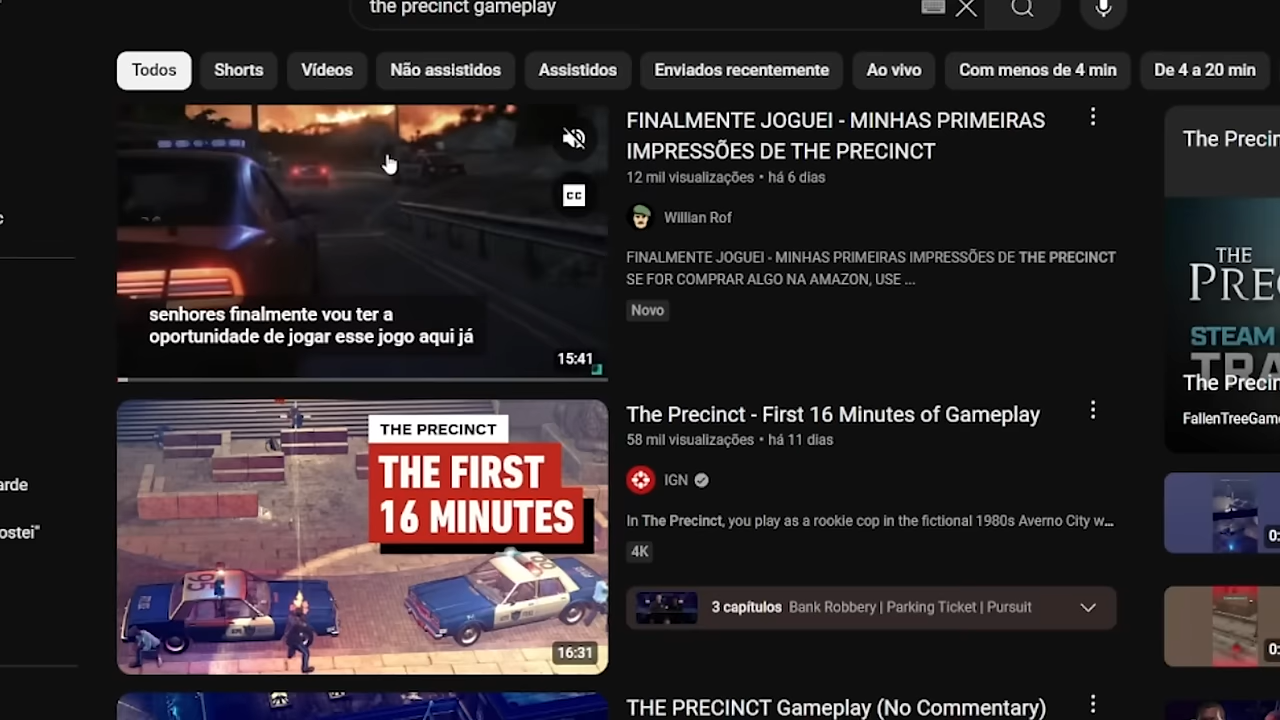 the precinct gameplay
Todos
Shorts
Vídeos
Não assistidos
Assistidos
Enviados recentemente
Ao vivo
Com menos de 4 min
De 4 a 20 min
CC
senhores finalmente vou ter a
oportunidade de jogar esse jogo aqui já
15:41
FINALMENTE JOGUEI - MINHAS PRIMEIRAS
IMPRESSÕES DE THE PRECINCT
12 mil visualizações • há 6 dias
Willian Rof
FINALMENTE JOGUEI - MINHAS PRIMEIRAS IMPRESSÕES DE THE PRECINCT
SE FOR COMPRAR ALGO NA AMAZON, USE ...
Novo
The Precin
THE
PREC
STEAM
TRA
The Precin
FallenTreeGam
arde
ostei"
THE PRECINCT
THE FIRST
16 MINUTES
16:31
The Precinct - First 16 Minutes of Gameplay
58 mil visualizações • há 11 dias
IGN
In The Precinct, you play as a rookie cop in the fictional 1980s Averno City w...
4K
3 capítulos Bank Robbery | Parking Ticket | Pursuit
0:
0:
THE PRECINCT Gameplay (No Commentary)